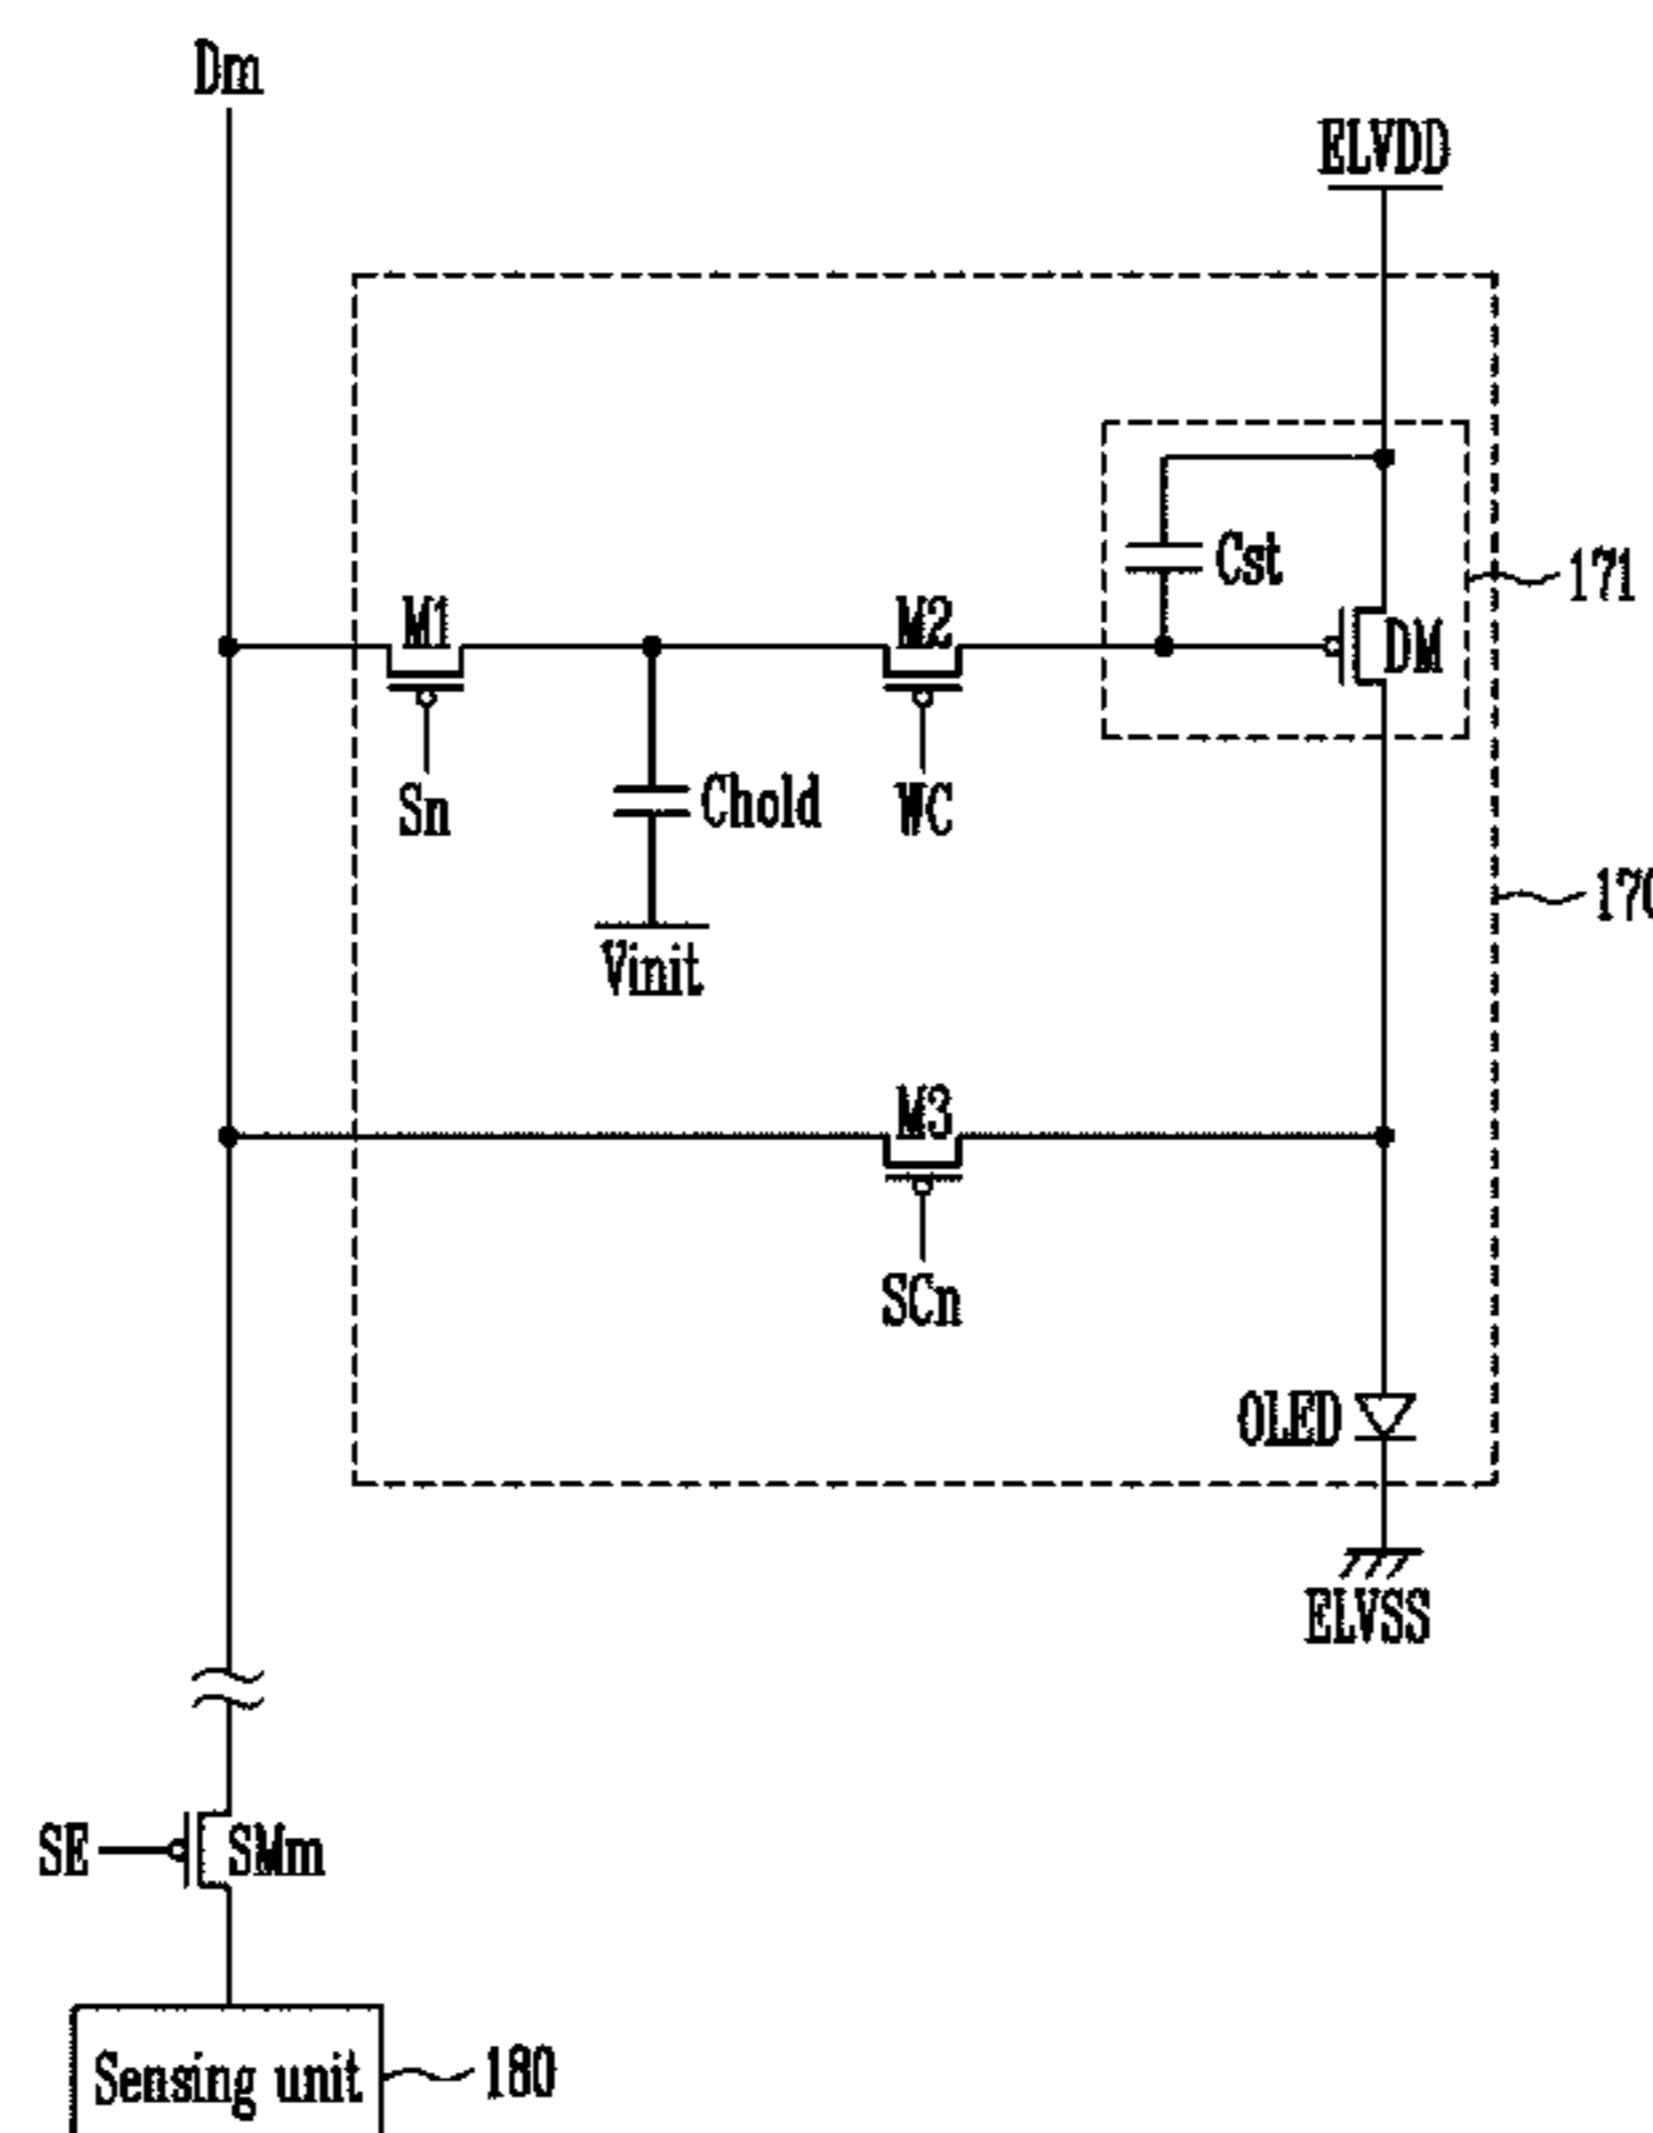 Dm
ELVDD
Cst
171
M1
M2
DM
Sn
Chold
WC
170
Vinit
M3
SCn
OLED
ELVSS
SE
SMm
Sensing unit
180